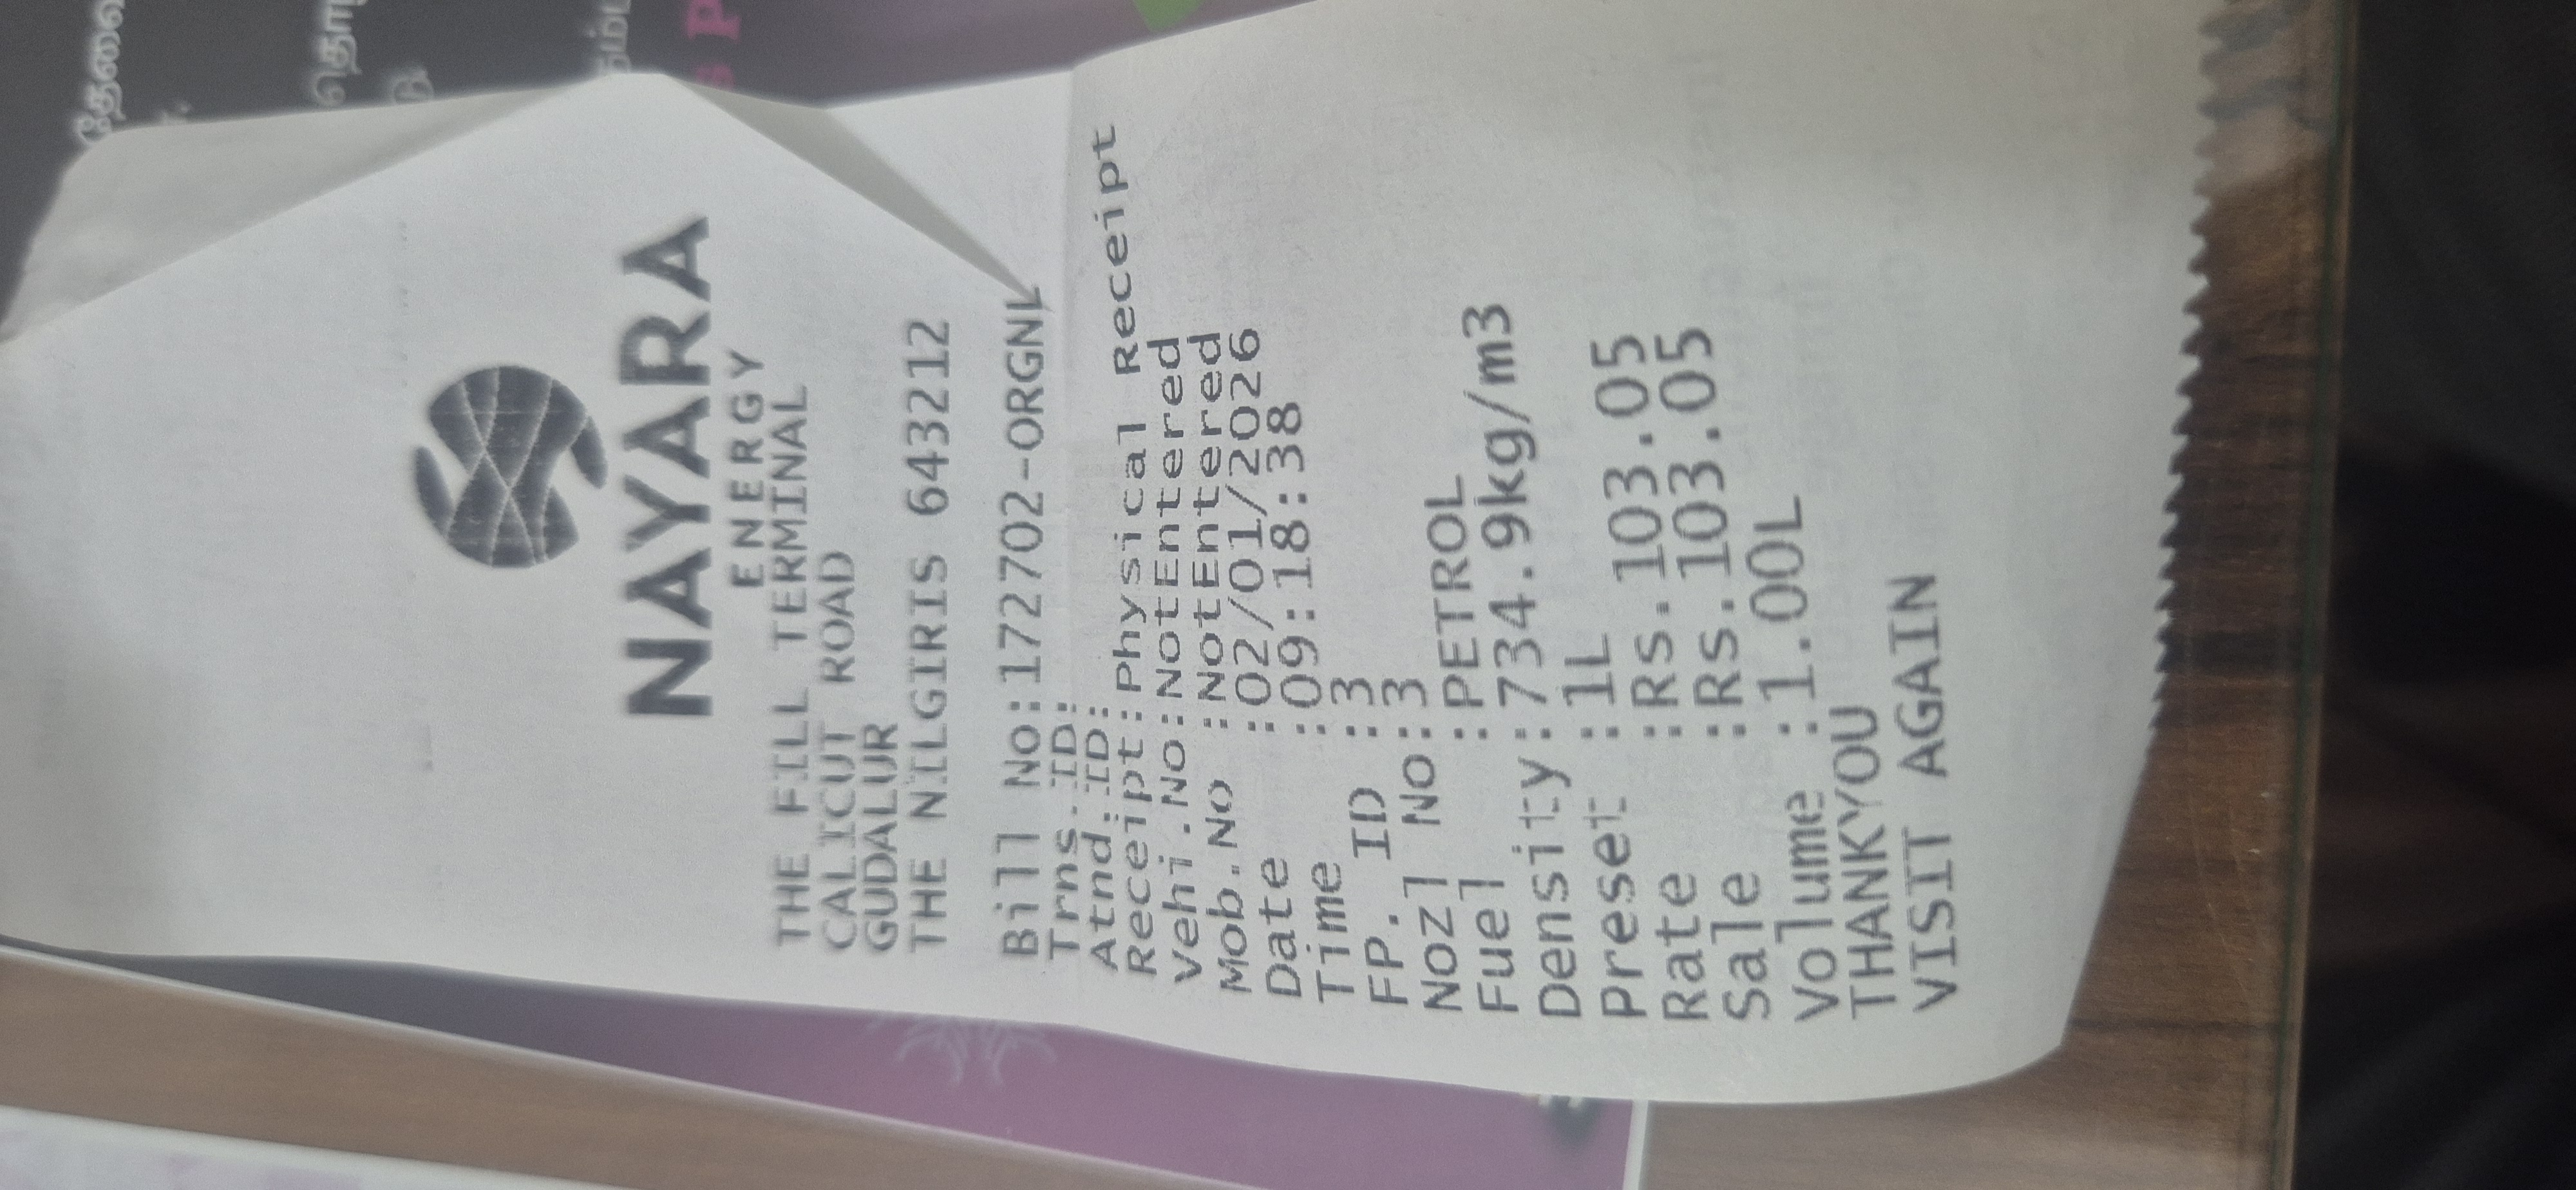 NAYARA
ENERGY
THE FILL TERMINAL
CALICUT ROAD
GUDALUR
THE NILGIRIS 643212
Bill No:172702-ORGNL
Trns.ID:
Atnd.ID:
Receipt:Physical Receipt
Vehi.No:NotEntered
Mob.No :NotEntered
Date :02/01/2026
Time :09:18:38
FP. ID :3
Nozl No:3
Fuel :PETROL
Density:734.9kg/m3
Preset :1L
Rate :Rs.103.05
Sale :Rs.103.05
Volume :1.00L
THANKYOU
VISIT AGAIN
தேவை